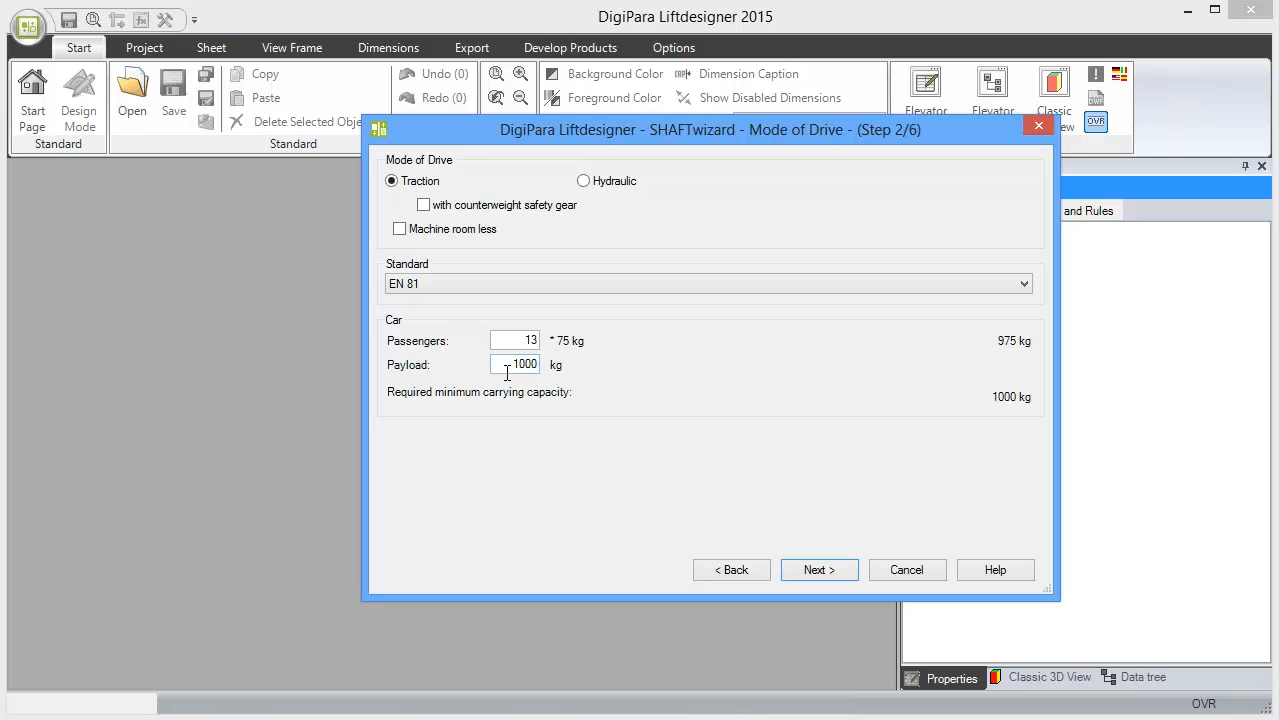 DigiPara Liftdesigner 2015
Start Project Sheet View Frame Dimensions Export Develop Products Options
Copy Undo (0) Background Color Dimension Caption
Paste Redo (0) Foreground Color Show Disabled Dimensions
Start Page Design Mode Open Save Delete Selected Obje Elevator Elevator Classic
ew OVR
Standard Standard
DigiPara Liftdesigner - SHAFTwizard - Mode of Drive - (Step 2/6)
and Rules
Mode of Drive
Traction Hydraulic
with counterweight safety gear
Machine room less
Standard
EN 81
Car
Passengers: 13 * 75 kg 975 kg
Payload: 1000 kg
Required minimum carrying capacity: 1000 kg
< Back Next > Cancel Help
Properties Classic 3D View Data tree
OVR